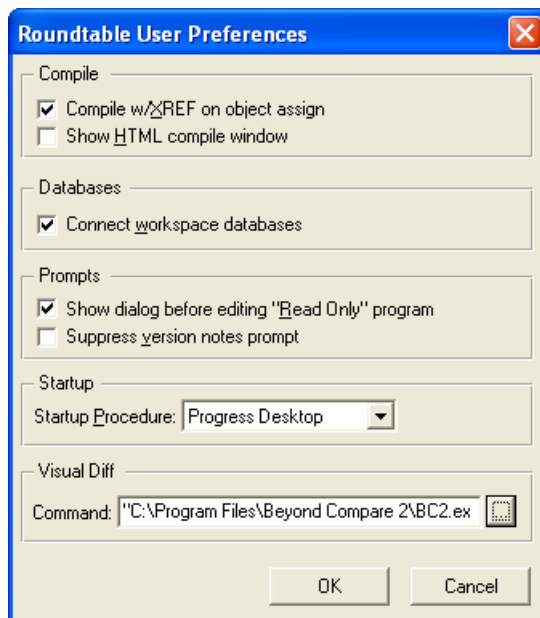 Roundtable User Preferences
Compile
Compile w/XREF on object assign
Show HTML compile window
Databases
Connect workspace databases
Prompts
Show dialog before editing "Read Only" program
Suppress version notes prompt
Startup
Startup Procedure: Progress Desktop
Visual Diff
Command: "C:\Program Files\Beyond Compare 2\BC2.ex ...
OK Cancel